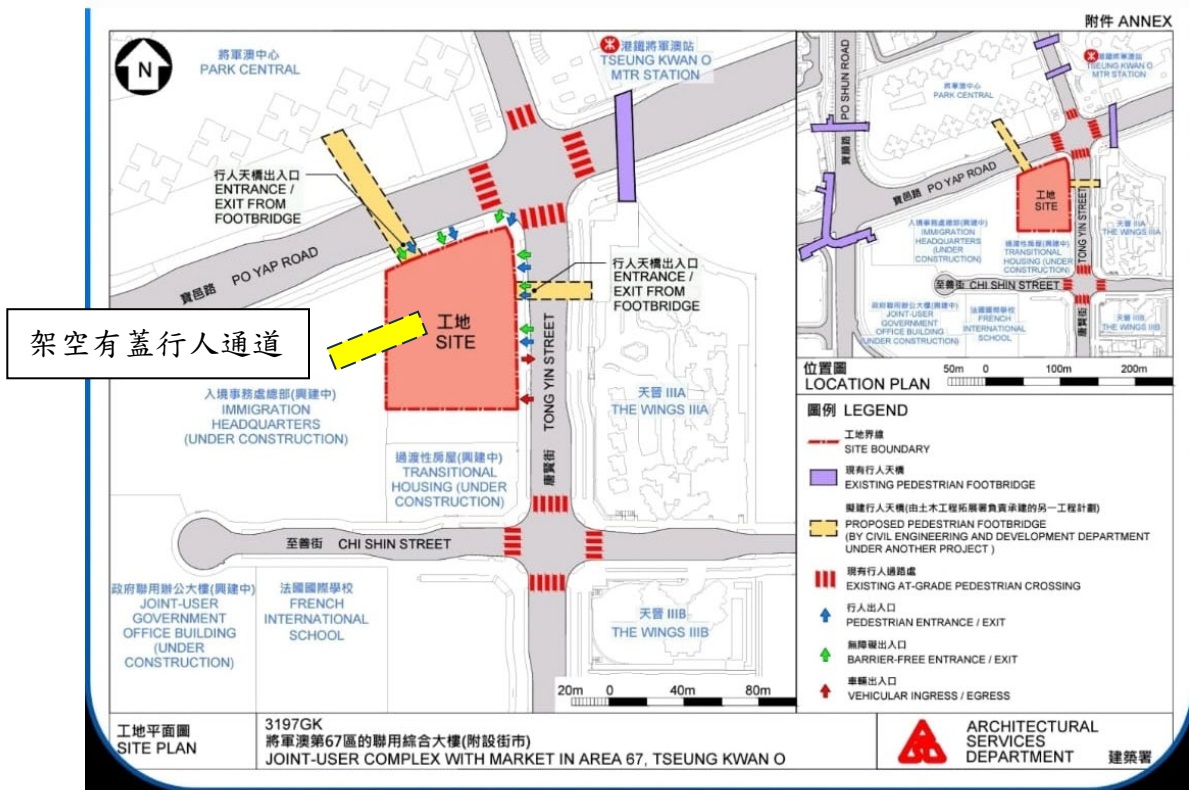 附件 ANNEX
N
將軍澳中心
PARK CENTRAL
港鐵將軍澳站
TSEUNG KWAN O
MTR STATION
行人天橋出入口
ENTRANCE /
EXIT FROM
FOOTBRIDGE
寶邑路 PO YAP ROAD
行人天橋出入口
ENTRANCE /
EXIT FROM
FOOTBRIDGE
工地
SITE
架空有蓋行人通道
唐賢街 TONG YIN STREET
入境事務處總部(興建中)
IMMIGRATION
HEADQUARTERS
(UNDER CONSTRUCTION)
天晉 IIIA
THE WINGS IIIA
過渡性房屋(興建中)
TRANSITIONAL
HOUSING (UNDER
CONSTRUCTION)
至善街 CHI SHIN STREET
政府聯用辦公大樓(興建中)
JOINT-USER
GOVERNMENT
OFFICE BUILDING
(UNDER
CONSTRUCTION)
法國國際學校
FRENCH
INTERNATIONAL
SCHOOL
天晉 IIIB
THE WINGS IIIB
20m 0 40m 80m
寶順路 PO SHUN ROAD
將軍澳中心
PARK CENTRAL
港鐵將軍澳站
TSEUNG KWAN O
MTR STATION
寶邑路 PO YAP ROAD
工地
SITE
唐賢街 TONG YIN STREET
入境事務處總部(興建中)
IMMIGRATION
HEADQUARTERS
(UNDER
CONSTRUCTION)
過渡性房屋(興建中)
TRANSITIONAL
HOUSING (UNDER
CONSTRUCTION)
天晉 IIIA
THE WINGS IIIA
至善街 CHI SHIN STREET
政府聯用辦公大樓(興建中)
JOINT-USER
GOVERNMENT
OFFICE BUILDING
(UNDER CONSTRUCTION)
法國國際學校
FRENCH
INTERNATIONAL
SCHOOL
天晉 IIIB
THE WINGS IIIB
位置圖
LOCATION PLAN
50m 0 100m 200m
圖例 LEGEND
工地界線
SITE BOUNDARY
現有行人天橋
EXISTING PEDESTRIAN FOOTBRIDGE
擬建行人天橋(由土木工程拓展署負責承建的另一工程計劃)
PROPOSED PEDESTRIAN FOOTBRIDGE
(BY CIVIL ENGINEERING AND DEVELOPMENT DEPARTMENT
UNDER ANOTHER PROJECT )
現有行人過路處
EXISTING AT-GRADE PEDESTRIAN CROSSING
行人出入口
PEDESTRIAN ENTRANCE / EXIT
無障礙出入口
BARRIER-FREE ENTRANCE / EXIT
車輛出入口
VEHICULAR INGRESS / EGRESS
工地平面圖
SITE PLAN
3197GK
將軍澳第67區的聯用綜合大樓(附設街市)
JOINT-USER COMPLEX WITH MARKET IN AREA 67, TSEUNG KWAN O
ARCHITECTURAL
SERVICES
DEPARTMENT 建築署